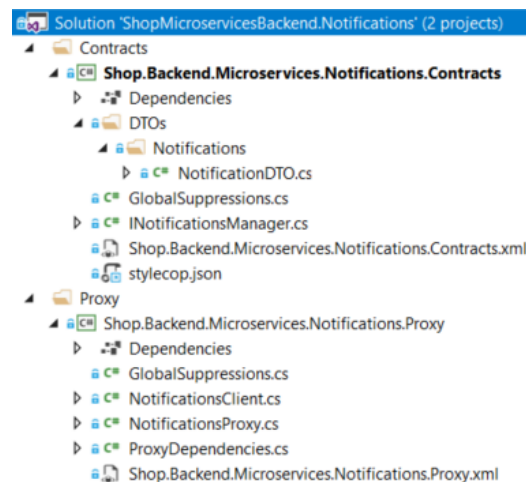 Solution 'ShopMicroservicesBackend.Notifications' (2 projects)
Contracts
C# Shop.Backend.Microservices.Notifications.Contracts
Dependencies
DTOs
Notifications
C# NotificationDTO.cs
C# GlobalSuppressions.cs
C# INotificationsManager.cs
Shop.Backend.Microservices.Notifications.Contracts.xml
stylecop.json
Proxy
C# Shop.Backend.Microservices.Notifications.Proxy
Dependencies
C# GlobalSuppressions.cs
C# NotificationsClient.cs
C# NotificationsProxy.cs
C# ProxyDependencies.cs
Shop.Backend.Microservices.Notifications.Proxy.xml